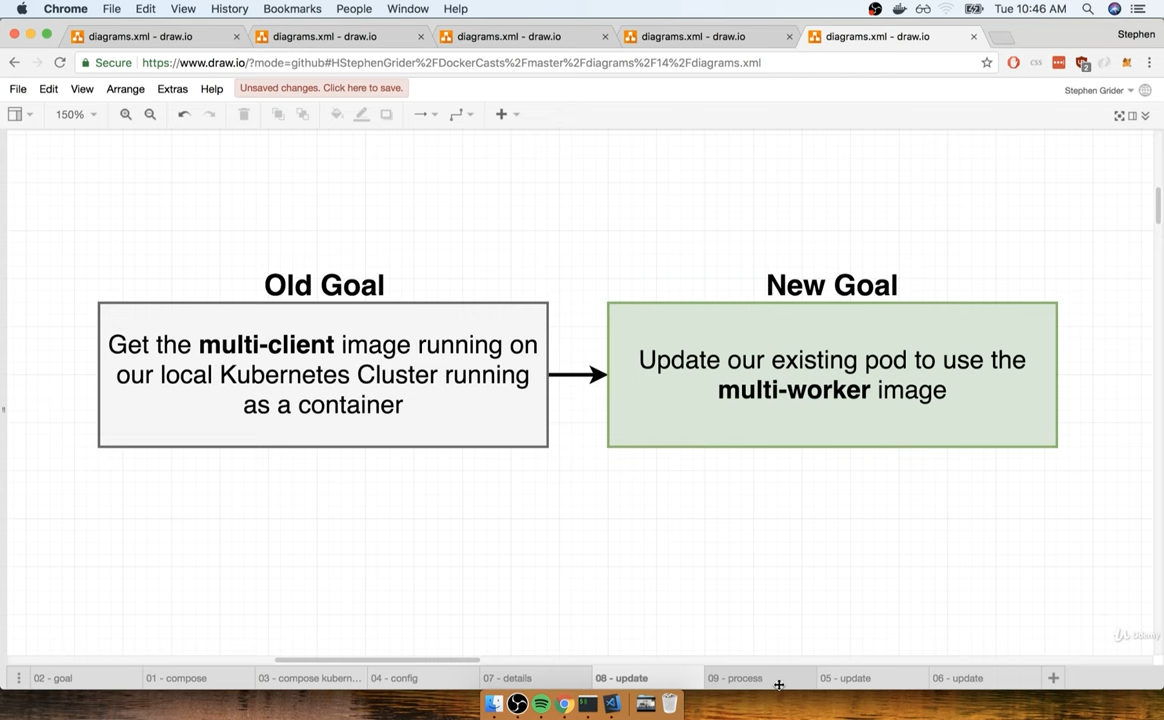 Chrome File Edit View History Bookmarks People Window Help Tue 10:46 AM
diagrams.xml - draw.io diagrams.xml - draw.io diagrams.xml - draw.io diagrams.xml - draw.io diagrams.xml - draw.io Stephen
Secure https://www.draw.io/?mode=github#HStephenGrider%2FDockerCasts%2Fmaster%2Fdiagrams%2F14%2Fdiagrams.xml css 2
File Edit View Arrange Extras Help Unsaved changes. Click here to save. Stephen Grider
150%
Old Goal
Get the multi-client image running on
our local Kubernetes Cluster running
as a container
New Goal
Update our existing pod to use the
multi-worker image
Udemy
02 - goal 01 - compose 03 - compose kubern... 04 - config 07 - details 08 - update 09 - process 05 - update 06 - update